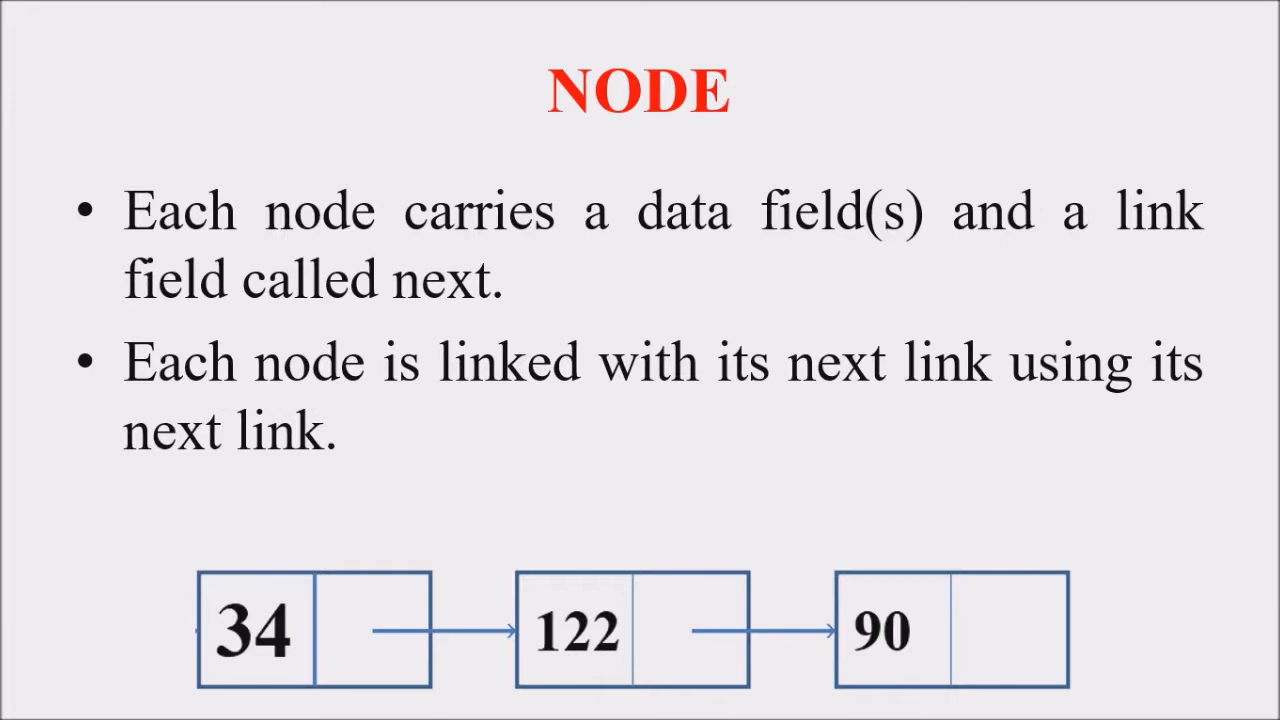 NODE
• Each node carries a data field(s) and a link
field called next.
• Each node is linked with its next link using its
next link.
34 122 90